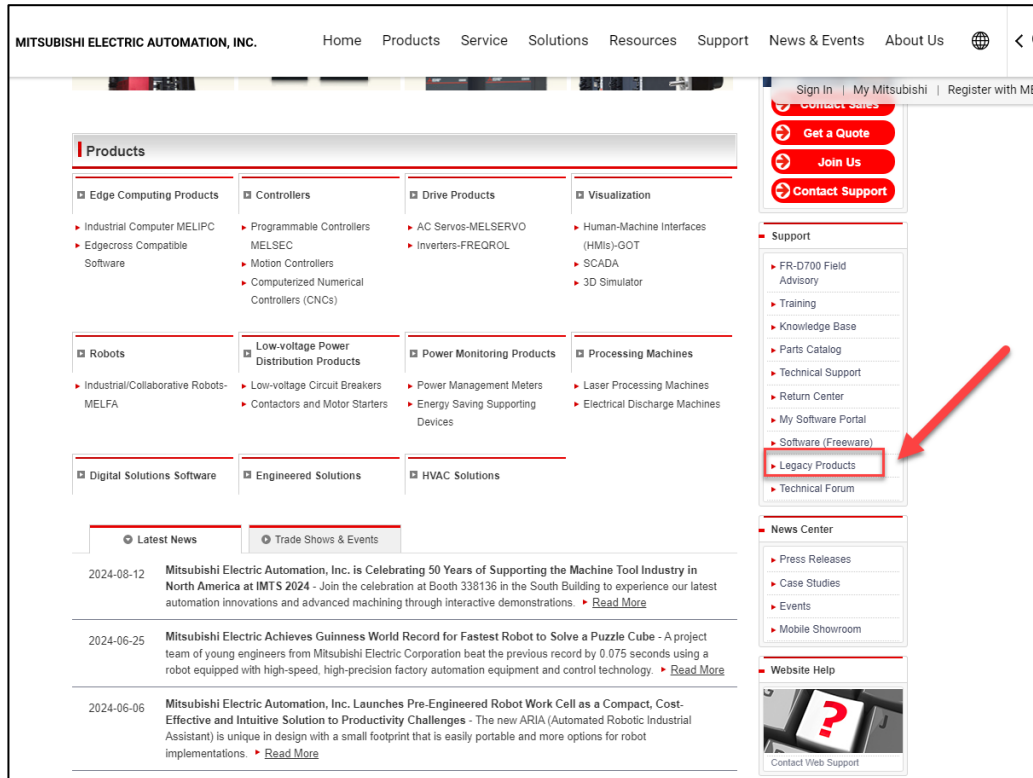 MITSUBISHI ELECTRIC AUTOMATION, INC.
Home Products Service Solutions Resources Support News & Events About Us
Sign In | My Mitsubishi | Register with ME
Contact Sales
Get a Quote
Join Us
Contact Support
Products
Edge Computing Products
Industrial Computer MELIPC
Edgecross Compatible
Software
Controllers
Programmable Controllers
MELSEC
Motion Controllers
Computerized Numerical
Controllers (CNCs)
Drive Products
AC Servos-MELSERVO
Inverters-FREQROL
Visualization
Human-Machine Interfaces
(HMIs)-GOT
SCADA
3D Simulator
Robots
Industrial/Collaborative Robots-
MELFA
Low-voltage Power
Distribution Products
Low-voltage Circuit Breakers
Contactors and Motor Starters
Power Monitoring Products
Power Management Meters
Energy Saving Supporting
Devices
Processing Machines
Laser Processing Machines
Electrical Discharge Machines
Digital Solutions Software
Engineered Solutions
HVAC Solutions
Latest News
Trade Shows & Events
2024-08-12
Mitsubishi Electric Automation, Inc. is Celebrating 50 Years of Supporting the Machine Tool Industry in
North America at IMTS 2024 - Join the celebration at Booth 338136 in the South Building to experience our latest
automation innovations and advanced machining through interactive demonstrations. Read More
2024-06-25
Mitsubishi Electric Achieves Guinness World Record for Fastest Robot to Solve a Puzzle Cube - A project
team of young engineers from Mitsubishi Electric Corporation beat the previous record by 0.075 seconds using a
robot equipped with high-speed, high-precision factory automation equipment and control technology. Read More
2024-06-06
Mitsubishi Electric Automation, Inc. Launches Pre-Engineered Robot Work Cell as a Compact, Cost-
Effective and Intuitive Solution to Productivity Challenges - The new ARIA (Automated Robotic Industrial
Assistant) is unique in design with a small footprint that is easily portable and more options for robot
implementations. Read More
Support
FR-D700 Field
Advisory
Training
Knowledge Base
Parts Catalog
Technical Support
Return Center
My Software Portal
Software (Freeware)
Legacy Products
Technical Forum
News Center
Press Releases
Case Studies
Events
Mobile Showroom
Website Help
G
?
J
Contact Web Support